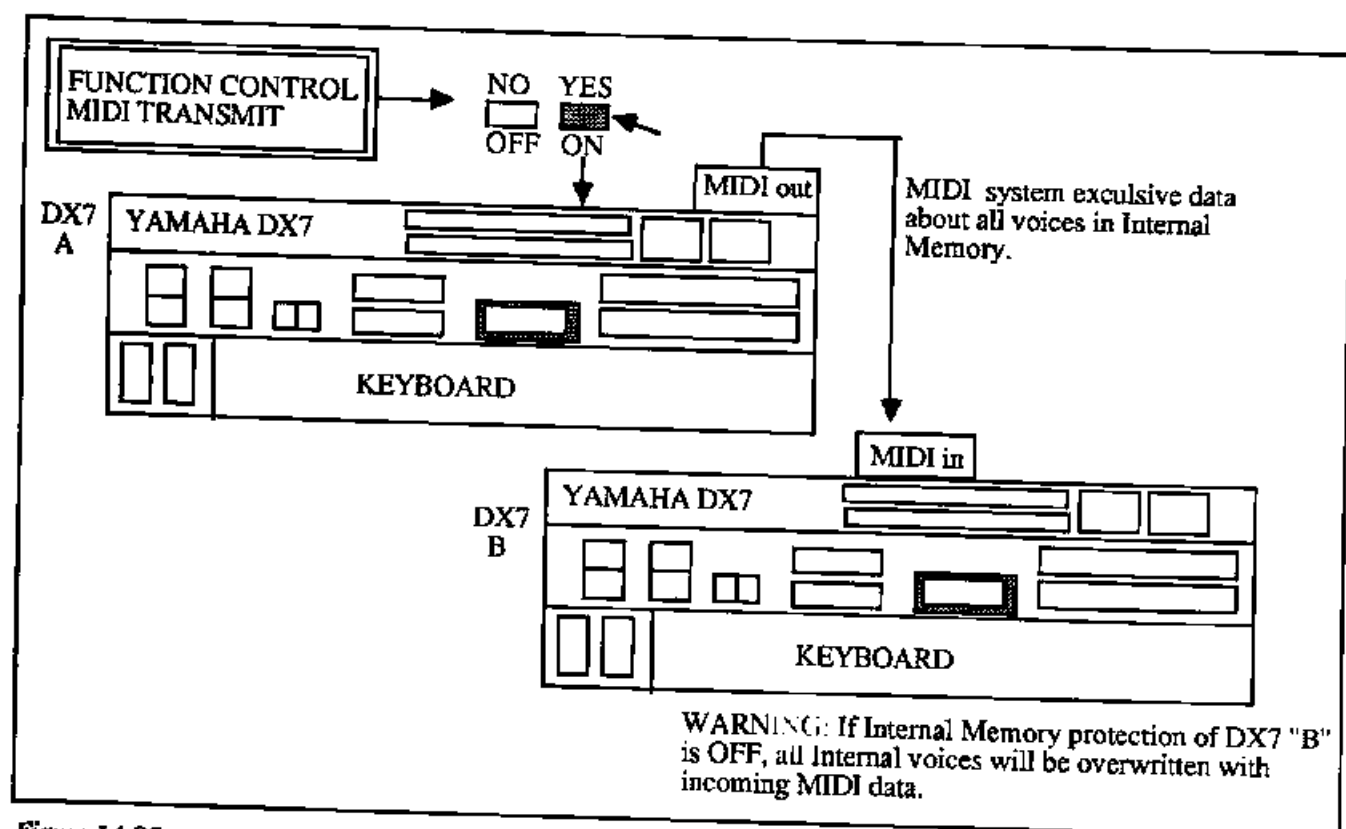 FUNCTION CONTROL
MIDI TRANSMIT
NO YES
OFF ON
MIDI out
MIDI system exculsive data
about all voices in Internal
Memory.
DX7
A
YAMAHA DX7
KEYBOARD
MIDI in
DX7
B
YAMAHA DX7
KEYBOARD
WARNING: If Internal Memory protection of DX7 "B"
is OFF, all Internal voices will be overwritten with
incoming MIDI data.